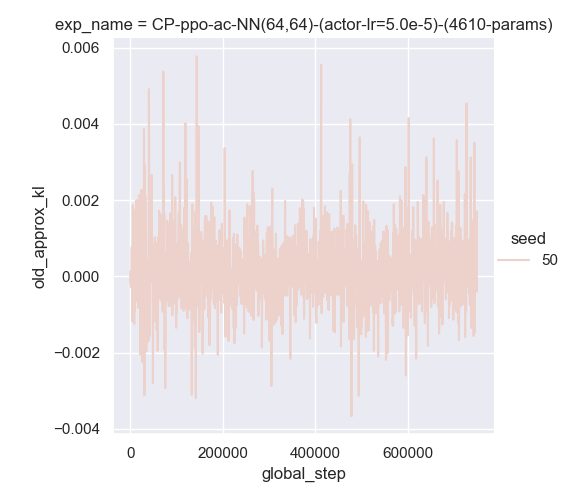 exp_name = CP-ppo-ac-NN(64,64)-(actor-lr=5.0e-5)-(4610-params)
0.006
0.004
0.002
0.000
−0.002
−0.004
old_approx_kl
0
200000
400000
600000
global_step
seed
50